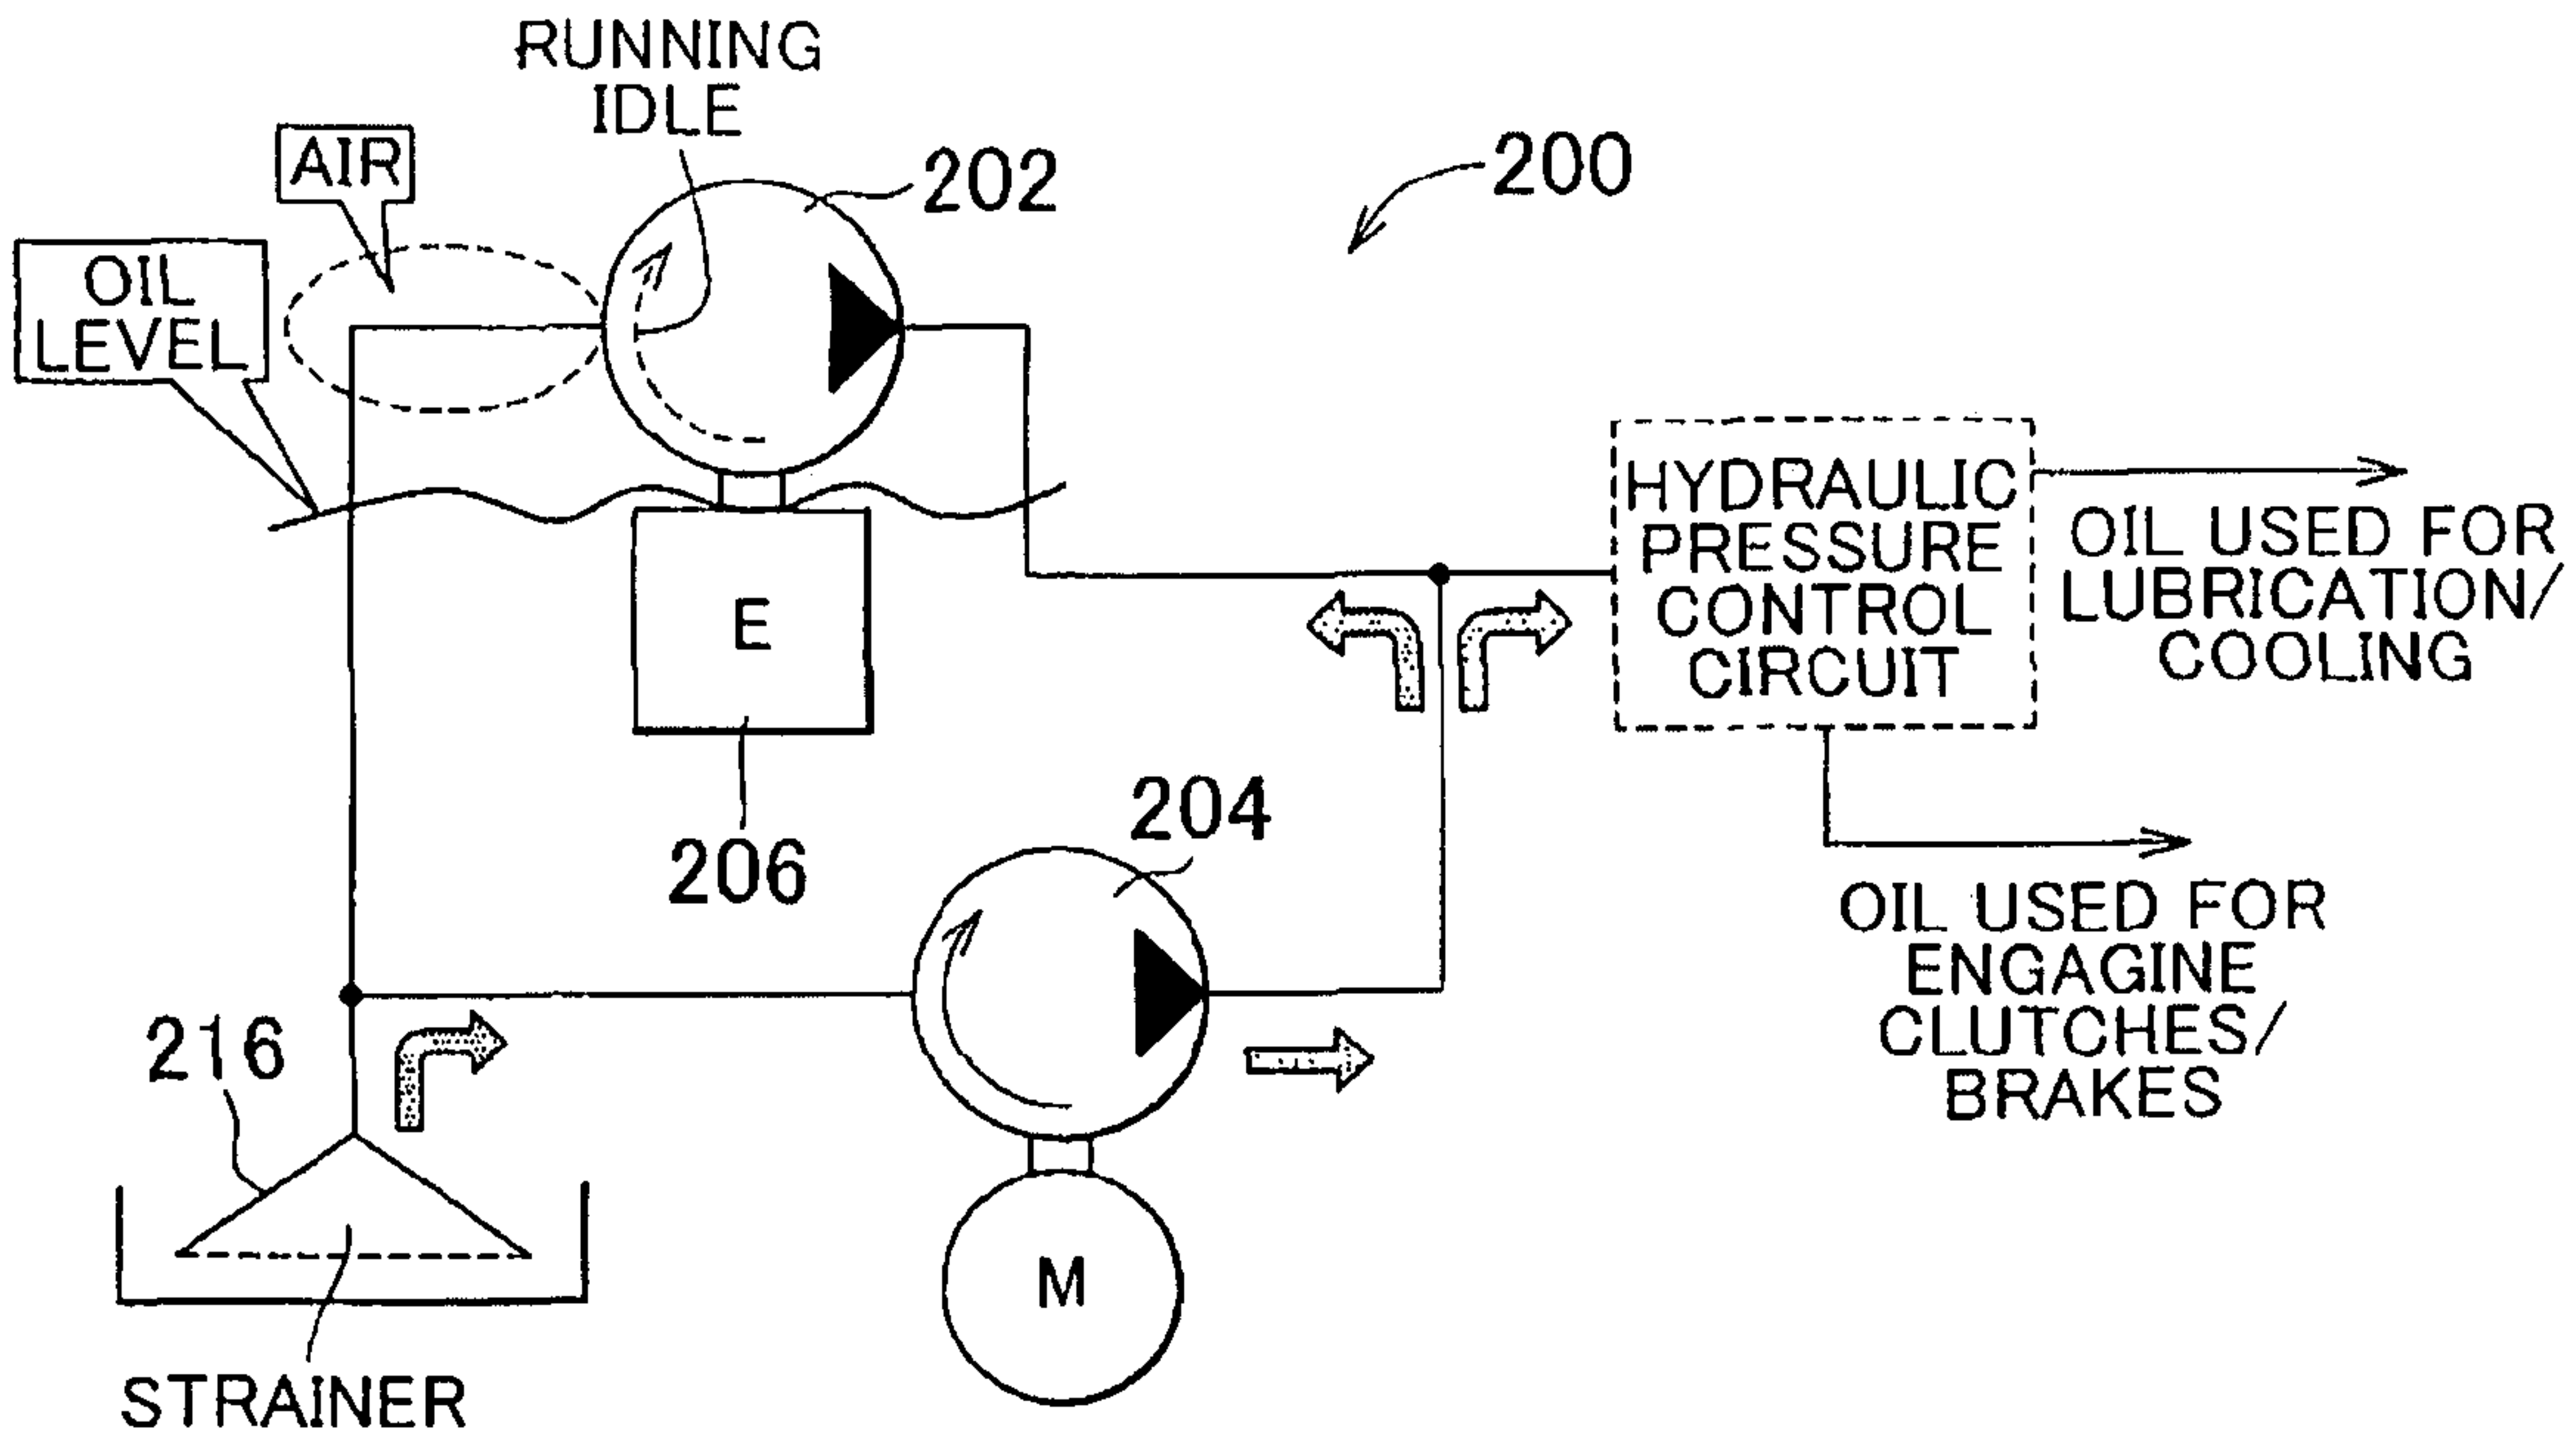 RUNNING
IDLE
AIR
OIL
LEVEL
202
200
HYDRAULIC
PRESSURE
CONTROL
CIRCUIT
OIL USED FOR
LUBRICATION/
COOLING
E
206
204
OIL USED FOR
ENGAGINE
CLUTCHES/
BRAKES
216
M
STRAINER